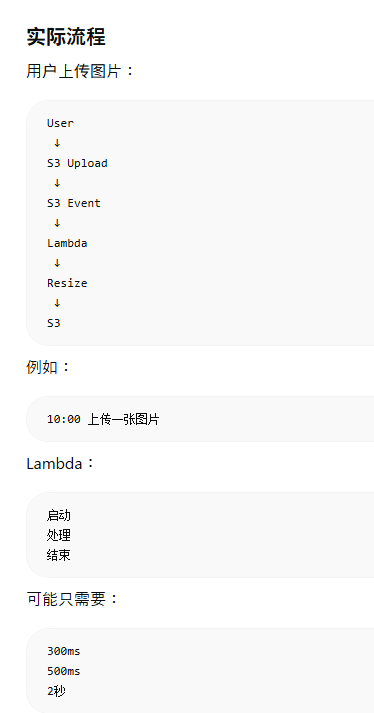 实际流程
用户上传图片：
User
↓
S3 Upload
↓
S3 Event
↓
Lambda
↓
Resize
↓
S3
例如：
10:00 上传一张图片
Lambda：
启动
处理
结束
可能只需要：
300ms
500ms
2秒